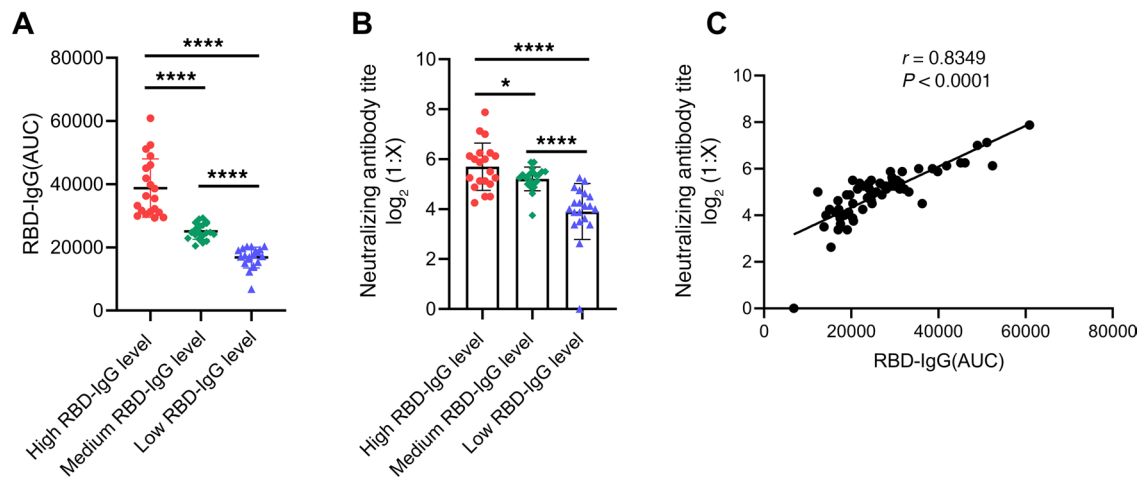 A
RBD-IgG(AUC)
80000
60000
40000
20000
0
****
****
****
High RBD-IgG level
Medium RBD-IgG level
Low RBD-IgG level
B
Neutralizing antibody tite
log₂ (1:X)
10
8
6
4
2
0
****
*
****
High RBD-IgG level
Medium RBD-IgG level
Low RBD-IgG level
C
r = 0.8349
P < 0.0001
Neutralizing antibody tite
log₂ (1:X)
10
8
6
4
2
0
0 20000 40000 60000 80000
RBD-IgG(AUC)